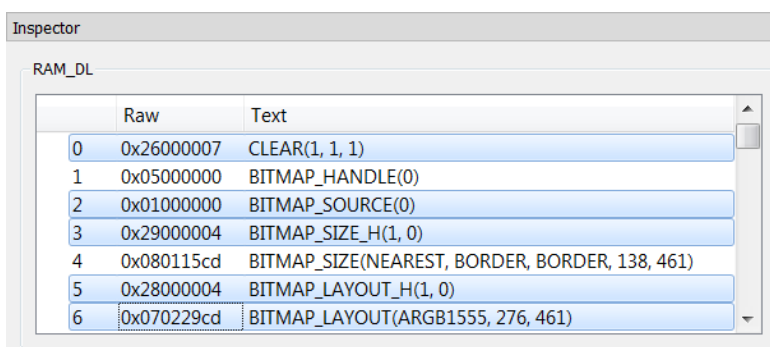 Inspector
RAM_DL
Raw Text
0 0x26000007 CLEAR(1, 1, 1)
1 0x05000000 BITMAP_HANDLE(0)
2 0x01000000 BITMAP_SOURCE(0)
3 0x29000004 BITMAP_SIZE_H(1, 0)
4 0x080115cd BITMAP_SIZE(NEAREST, BORDER, BORDER, 138, 461)
5 0x28000004 BITMAP_LAYOUT_H(1, 0)
6 0x070229cd BITMAP_LAYOUT(ARGB1555, 276, 461)